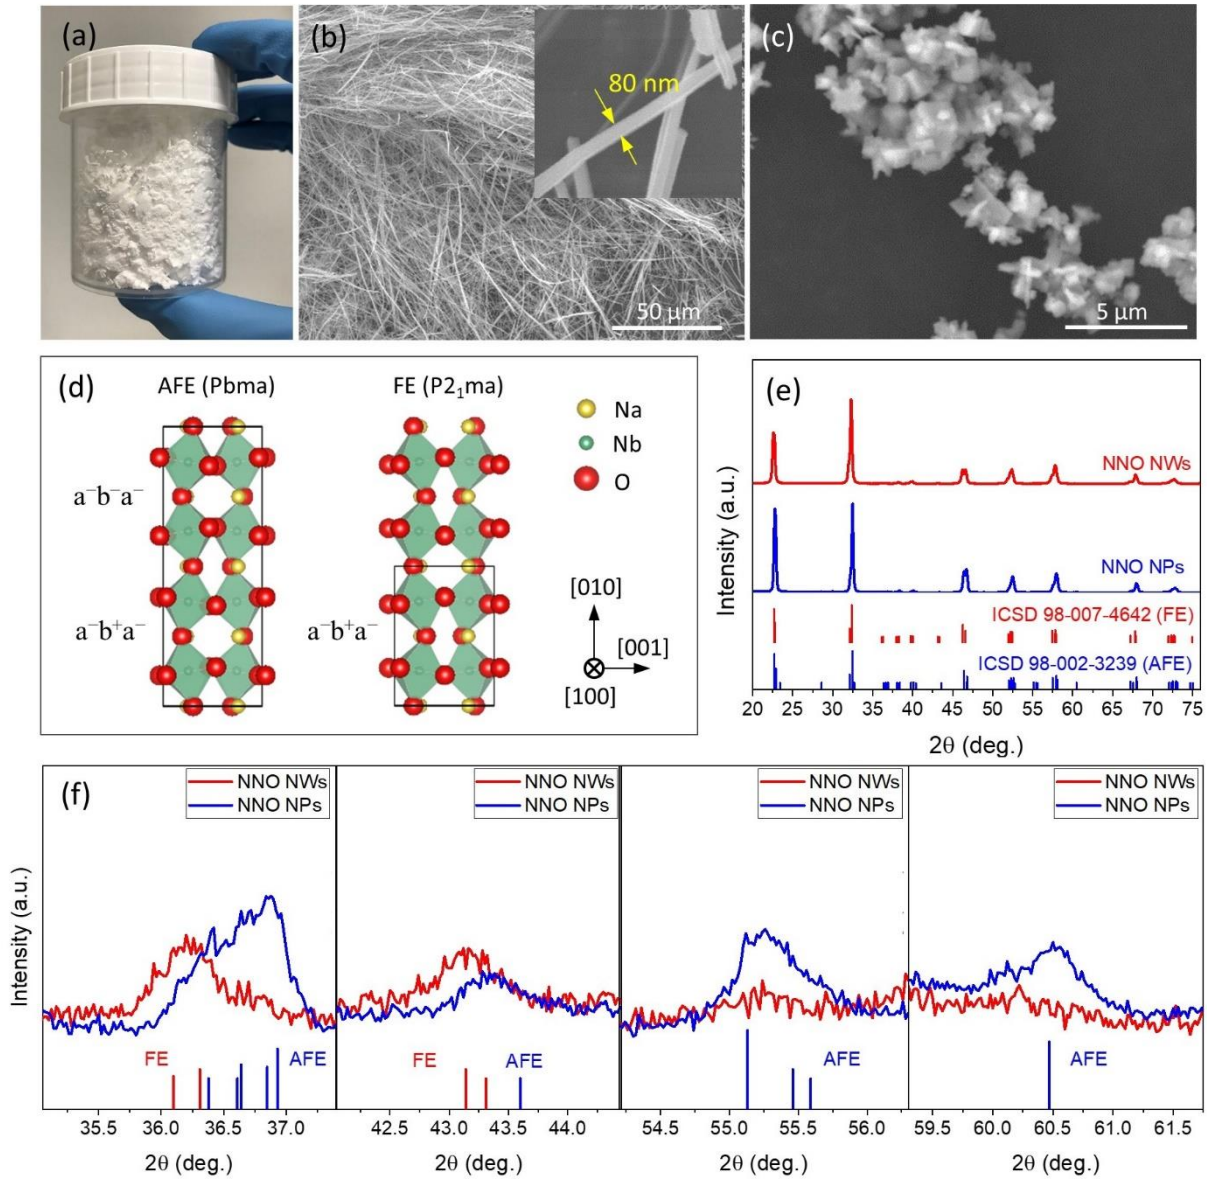 (a)
(b)
80 nm
50 µm
(c)
5 µm
(d)
AFE (Pbma)
FE (P2₁ma)
Na
Nb
O
a⁻b⁻a⁻
a⁻b⁺a⁻
a⁻b⁺a⁻
[010]
[001]
[100]
(e)
NNO NWs
NNO NPs
ICSD 98-007-4642 (FE)
ICSD 98-002-3239 (AFE)
Intensity (a.u.)
20 25 30 35 40 45 50 55 60 65 70 75
2θ (deg.)
(f)
NNO NWs
NNO NPs
NNO NWs
NNO NPs
NNO NWs
NNO NPs
NNO NWs
NNO NPs
Intensity (a.u.)
FE
AFE
FE
AFE
AFE
AFE
35.5 36.0 36.5 37.0
42.5 43.0 43.5 44.0
54.5 55.0 55.5 56.0
59.5 60.0 60.5 61.0 61.5
2θ (deg.)
2θ (deg.)
2θ (deg.)
2θ (deg.)